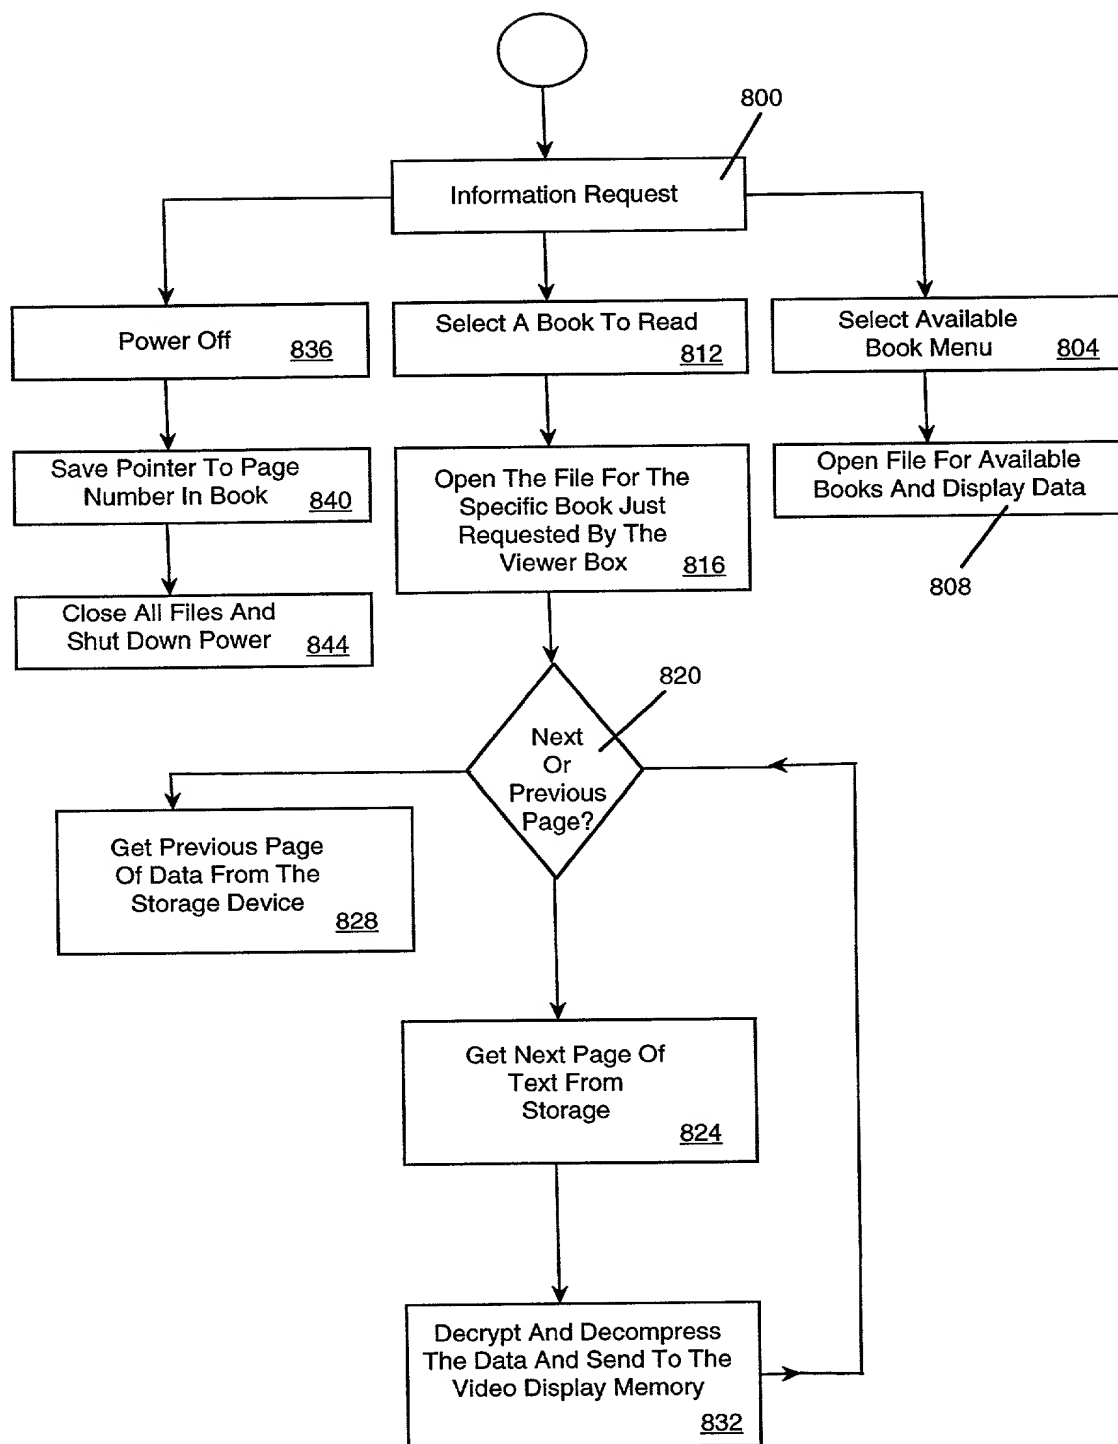 800
Information Request
Power Off
836
Select A Book To Read
812
Select Available
Book Menu
804
Save Pointer To Page
Number In Book
840
Open The File For The
Specific Book Just
Requested By The
Viewer Box
816
Open File For Available
Books And Display Data
808
Close All Files And
Shut Down Power
844
820
Next
Or
Previous
Page?
Get Previous Page
Of Data From The
Storage Device
828
Get Next Page Of
Text From
Storage
824
Decrypt And Decompress
The Data And Send To The
Video Display Memory
832